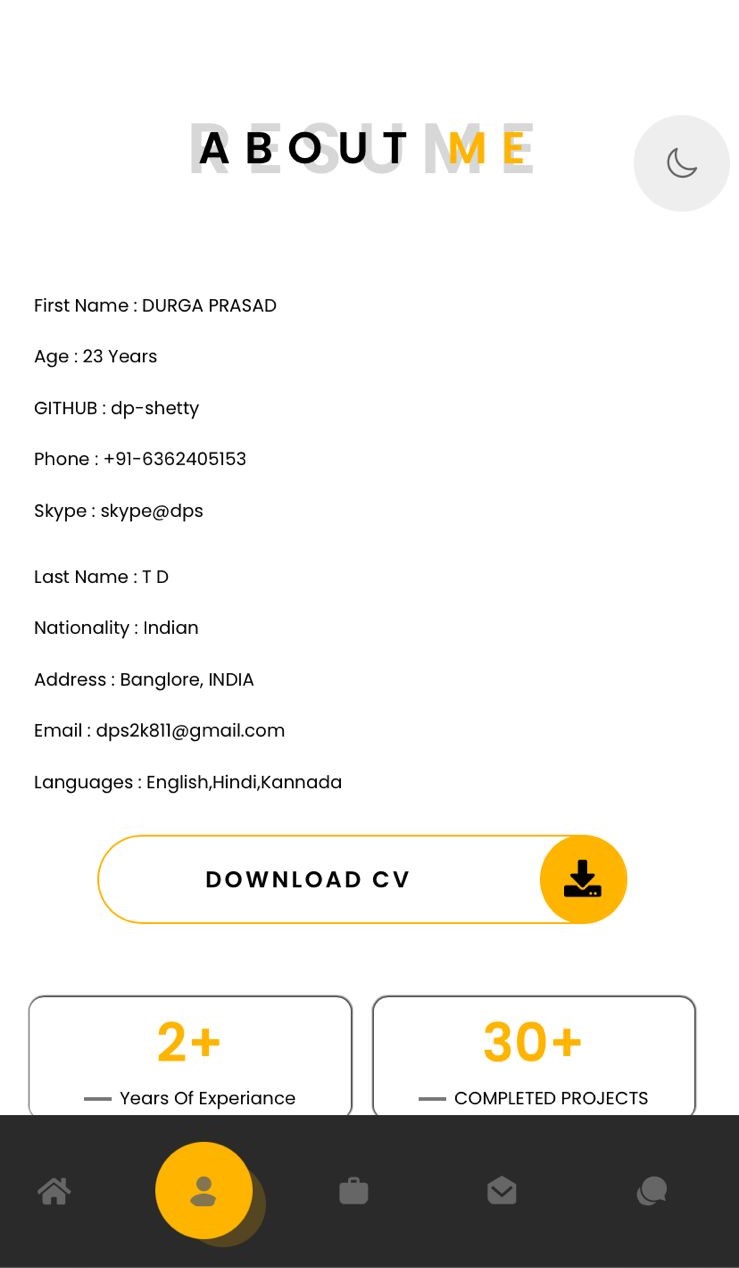 RESUME
ABOUT ME
First Name : DURGA PRASAD
Age : 23 Years
GITHUB : dp-shetty
Phone : +91-6362405153
Skype : skype@dps
Last Name : T D
Nationality : Indian
Address : Banglore, INDIA
Email : dps2k811@gmail.com
Languages : English,Hindi,Kannada
DOWNLOAD CV
2+
Years Of Experiance
30+
COMPLETED PROJECTS